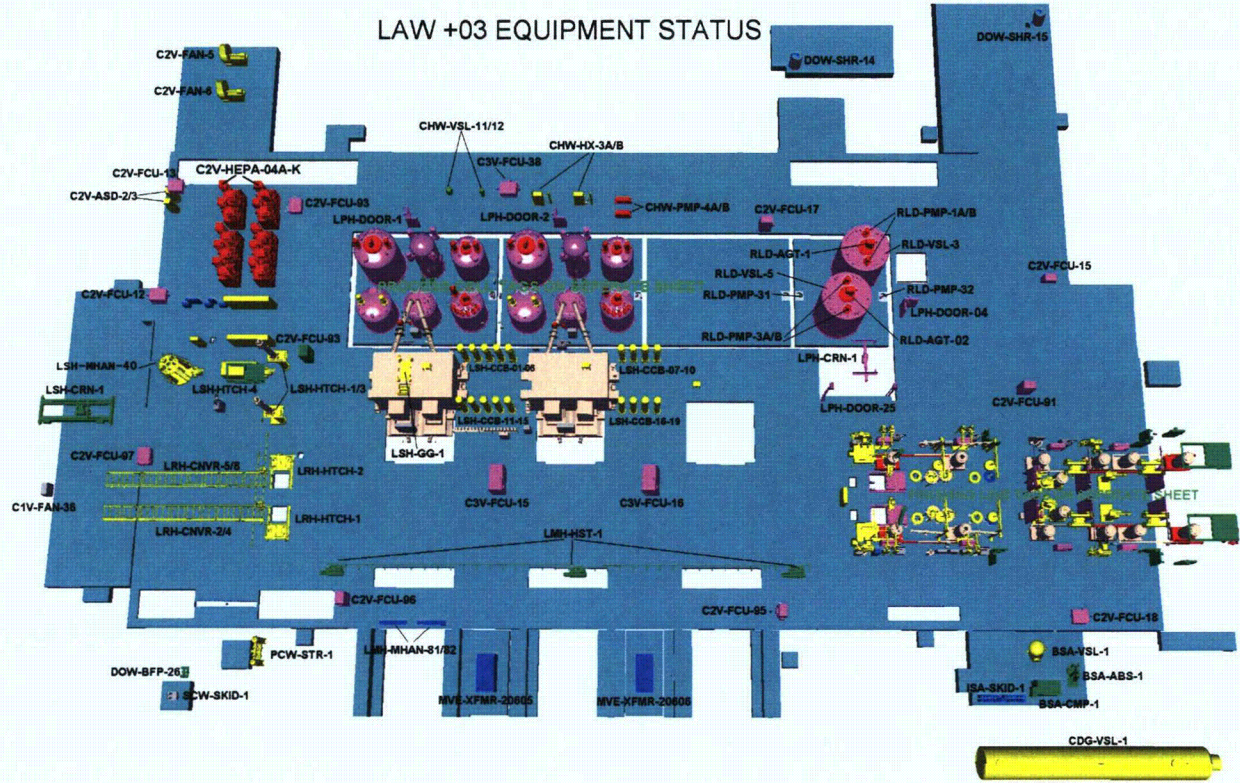 LAW +03 EQUIPMENT STATUS
DOW-SHR-15
C2V-FAN-5
DOW-SHR-14
C2V-FAN-6
CHW-VSL-11/12
CHW-HX-3A/B
C3V-FCU-38
C2V-FCU-13
C2V-HEPA-04A-K
C2V-ASD-2/3
C2V-FCU-93
CHW-PMP-4A/B
LPH-DOOR-1
LPH-DOOR-2
C2V-FCU-17
RLD-PMP-1A/B
RLD-VSL-3
RLD-AGT-1
C2V-FCU-15
RLD-VSL-5
SHEET
C2V-FCU-12
RLD-PMP-31
RLD-PMP-32
LPH-DOOR-04
RLD-PMP-3A/B
RLD-AGT-02
C2V-FCU-93
LPH-CRN-1
LSH-MHAN-40
LSH-CCB-01-06
LSH-CCB-07-10
LSH-CRN-1
LSH-HTCH-4
LSH-HTCH-1/3
C2V-FCU-91
LPH-DOOR-25
LSH-CCB-11-15
LSH-CCB-16-19
LSH-GG-1
C2V-FCU-97
LRH-CNVR-5/6
LRH-HTCH-2
C1V-FAN-36
C3V-FCU-15
C3V-FCU-16
SHEET
LRH-HTCH-1
LRH-CNVR-2/4
LMH-HST-1
C2V-FCU-96
C2V-FCU-95
C2V-FCU-18
LMH-MHAN-81/82
PCW-STR-1
BSA-VSL-1
DOW-BFP-26
BSA-ABS-1
SCW-SKID-1
ISA-SKID-1
MVE-XFMR-20605
MVE-XFMR-20606
BSA-CMP-1
CDG-VSL-1